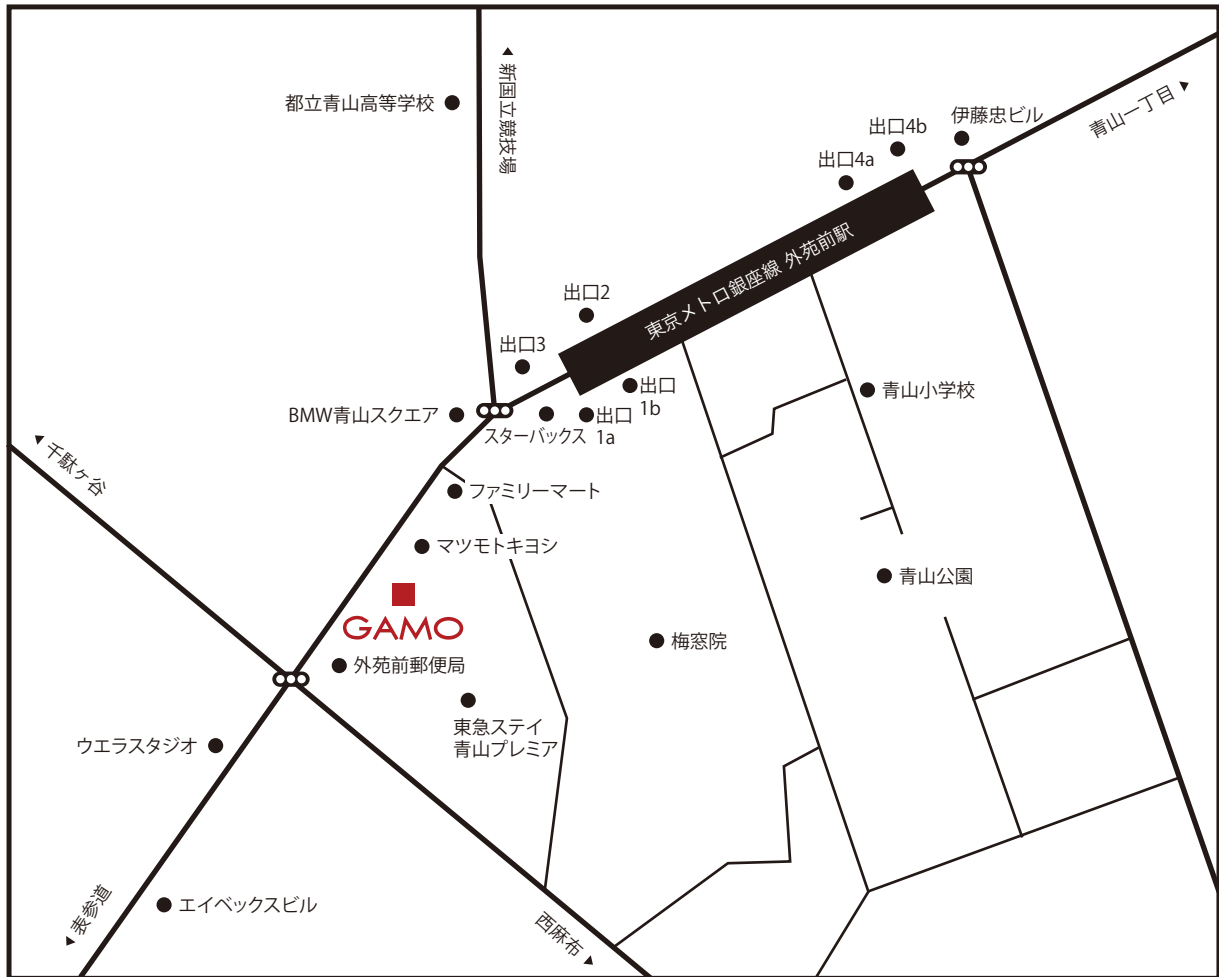 新国立競技場
都立青山高等学校
青山一丁目
伊藤忠ビル
出口4b
出口4a
東京メトロ銀座線 外苑前駅
出口2
出口3
出口
1b
青山小学校
BMW青山スクエア
スターバックス
出口
1a
千駄ヶ谷
ファミリーマート
マツモトキヨシ
青山公園
GAMO
梅窓院
外苑前郵便局
東急ステイ
青山プレミア
ウエラスタジオ
エイベックスビル
表参道
西麻布